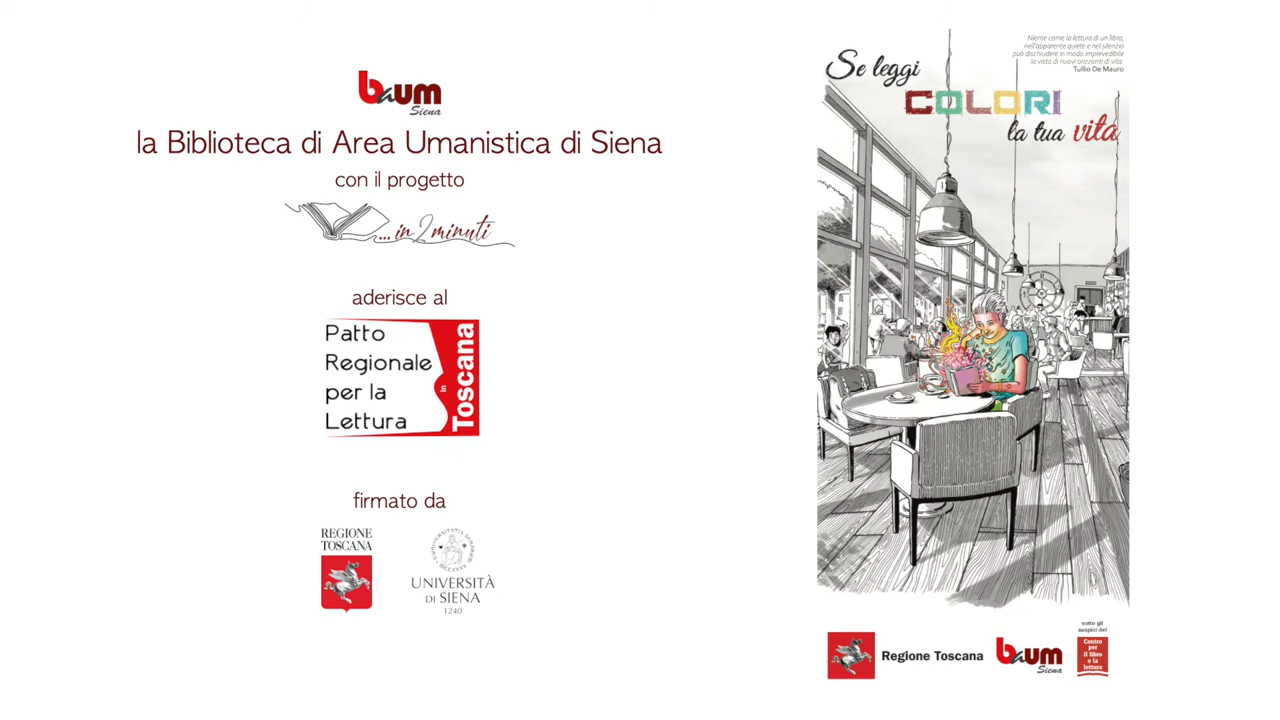 baUM
Siena
la Biblioteca di Area Umanistica di Siena
con il progetto
...in 2 minuti
aderisce al
Patto
Regionale
per la
Lettura
in
Toscana
firmato da
REGIONE
TOSCANA
UNIVERSITÀ
DI SIENA
1240
Niente come la lettura di un libro,
nell'apparente quiete e nel silenzio
può dischiudere in modo imprevedibile
la vista di nuovi orizzonti di vita.
Tullio De Mauro
Se leggi
COLORI
la tua vita
Regione Toscana
baUM
Siena
sotto gli
auspici del
Centro
per
il libro
e la
lettura